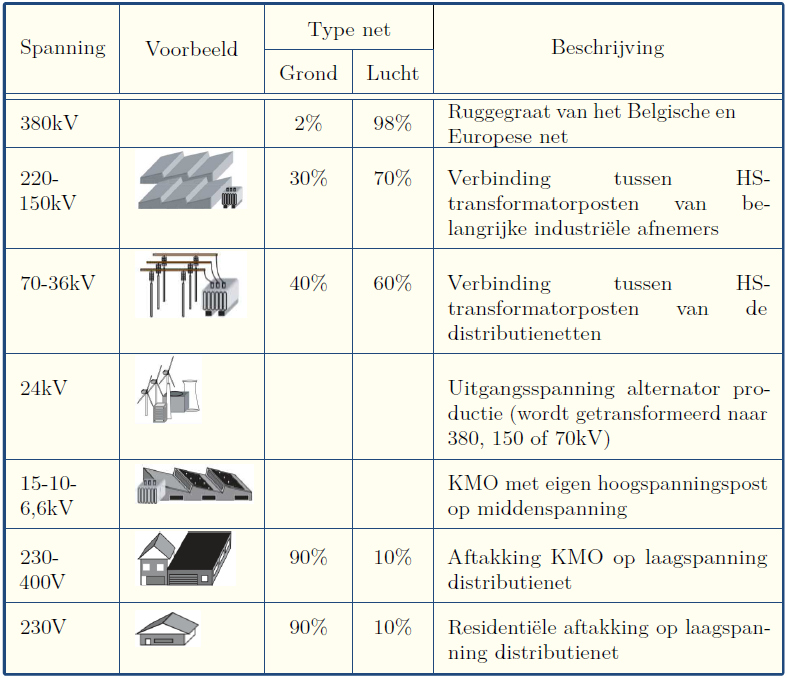 Spanning Voorbeeld Type net Beschrijving
Grond Lucht
380kV 2% 98% Ruggegraat van het Belgische en
Europese net
220- 30% 70% Verbinding tussen HS-
150kV transformatorposten van be-
langrijke industriële afnemers
70-36kV 40% 60% Verbinding tussen HS-
transformatorposten van de
distributienetten
24kV Uitgangsspanning alternator pro-
ductie (wordt getransformeerd naar
380, 150 of 70kV)
15-10- KMO met eigen hoogspanningspost
6,6kV op middenspanning
230- 90% 10% Aftakking KMO op laagspanning
400V distributienet
230V 90% 10% Residentiële aftakking op laagspan-
ning distributienet